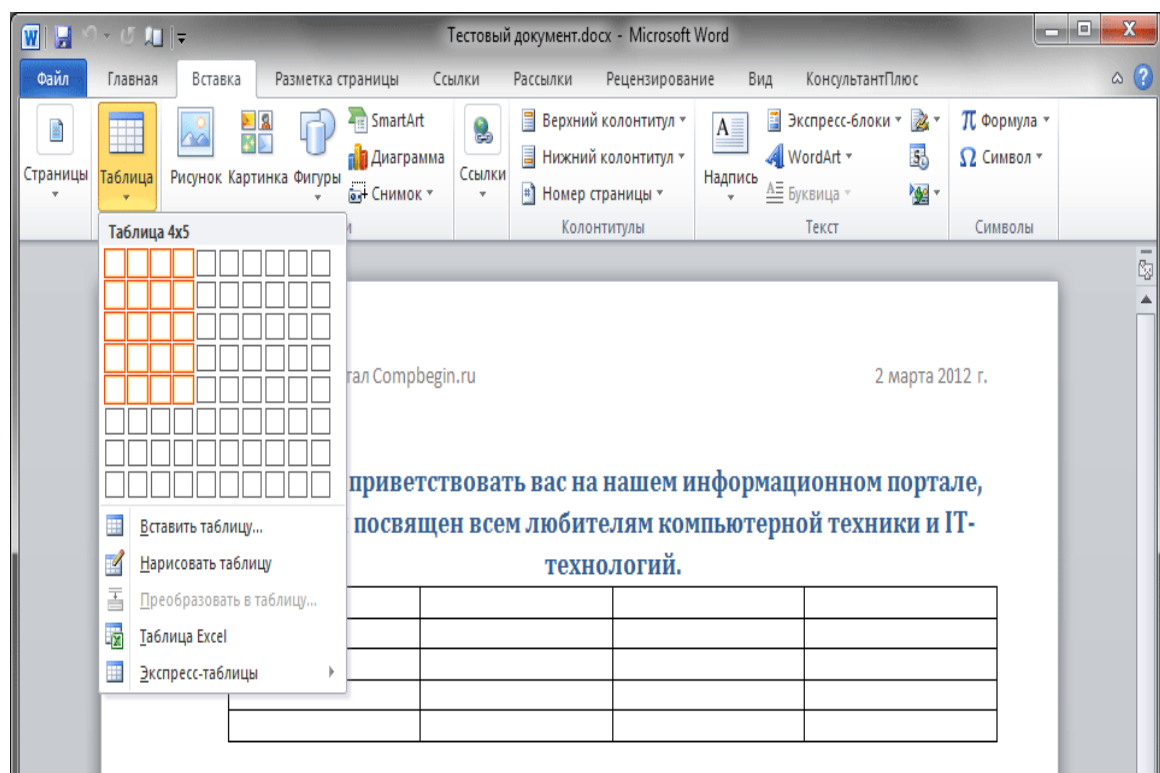 Тестовый документ.docx - Microsoft Word
Файл Главная Вставка Разметка страницы Ссылки Рассылки Рецензирование Вид КонсультантПлюс
Страницы
Таблица
Рисунок Картинка Фигуры
SmartArt
Диаграмма
Снимок
Ссылки
Верхний колонтитул
Нижний колонтитул
Номер страницы
Колонтитулы
Надпись
Экспресс-блоки
WordArt
Буквица
Текст
Формула
Символ
Символы
Таблица 4x5
Вставить таблицу...
Нарисовать таблицу
Преобразовать в таблицу...
Таблица Excel
Экспресс-таблицы
Compbegin.ru 2 марта 2012 г.
приветствовать вас на нашем информационном портале,
посвящен всем любителям компьютерной техники и IT-
технологий.